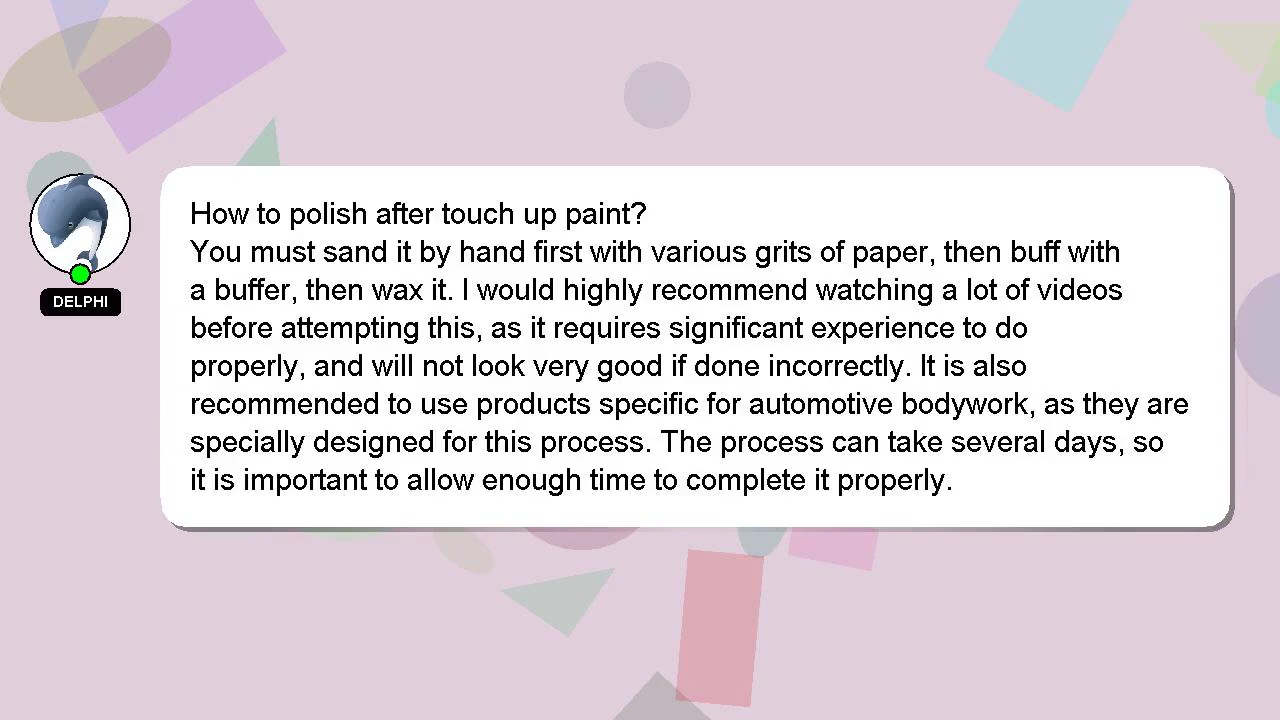 How to polish after touch up paint?
You must sand it by hand first with various grits of paper, then buff with
a buffer, then wax it. I would highly recommend watching a lot of videos
before attempting this, as it requires significant experience to do
properly, and will not look very good if done incorrectly. It is also
recommended to use products specific for automotive bodywork, as they are
specially designed for this process. The process can take several days, so
it is important to allow enough time to complete it properly.
DELPHI